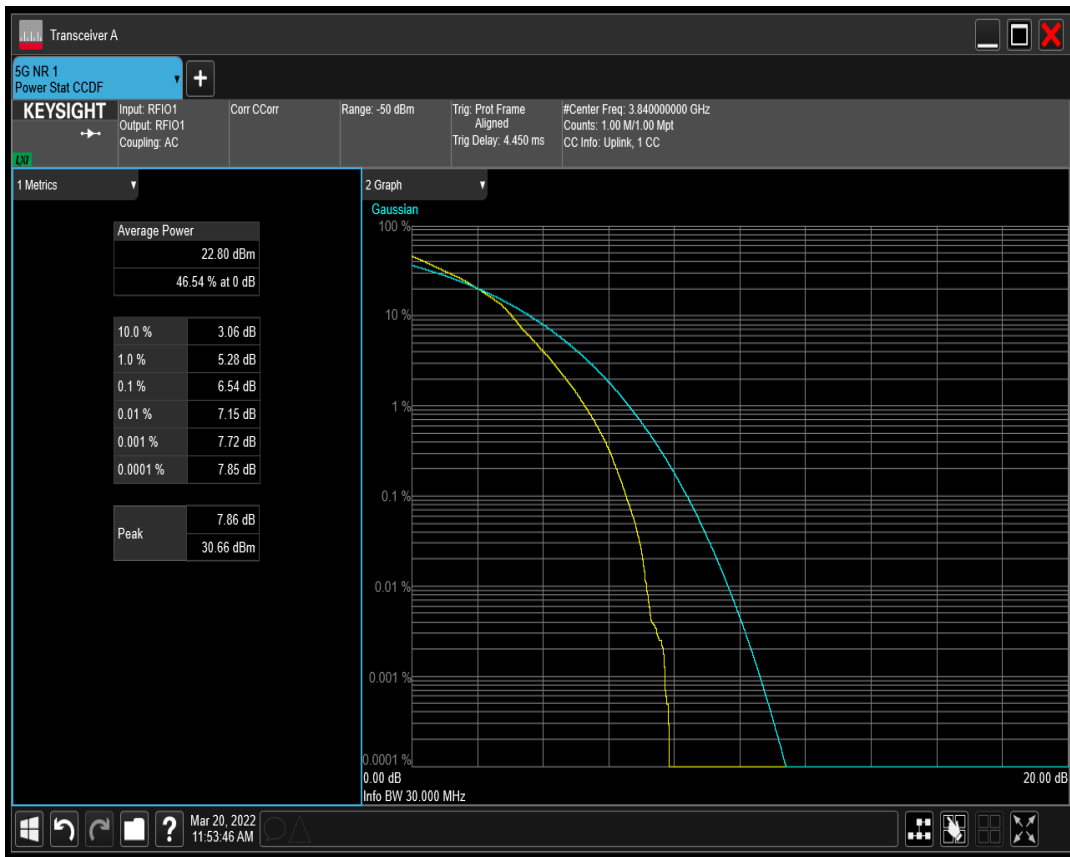 Transceiver A
5G NR 1
Power Stat CCDF
+
KEYSIGHT
LXI
Input: RFIO1
Output: RFIO1
Coupling: AC
Corr CCorr
Range: -50 dBm
Trig: Prot Frame
Aligned
Trig Delay: 4.450 ms
#Center Freq: 3.840000000 GHz
Counts: 1.00 M/1.00 Mpt
CC Info: Uplink, 1 CC
1 Metrics
Average Power
22.80 dBm
46.54 % at 0 dB
10.0 % 3.06 dB
1.0 % 5.28 dB
0.1 % 6.54 dB
0.01 % 7.15 dB
0.001 % 7.72 dB
0.0001 % 7.85 dB
Peak
7.86 dB
30.66 dBm
2 Graph
Gaussian
100 %
10 %
1 %
0.1 %
0.01 %
0.001 %
0.0001 %
0.00 dB
20.00 dB
Info BW 30.000 MHz
?
Mar 20, 2022
11:53:46 AM